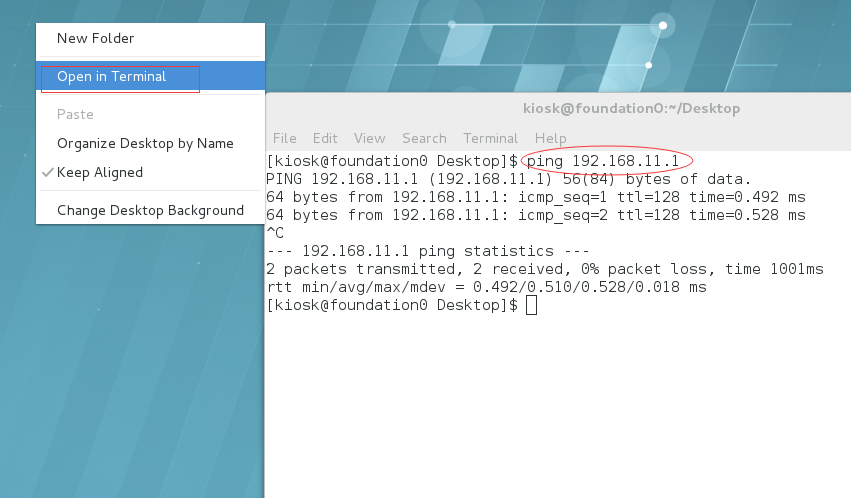 New Folder
Open in Terminal
Paste
Organize Desktop by Name
Keep Aligned
Change Desktop Background
kiosk@foundation0:~/Desktop
File Edit View Search Terminal Help
[kiosk@foundation0 Desktop]$ ping 192.168.11.1
PING 192.168.11.1 (192.168.11.1) 56(84) bytes of data.
64 bytes from 192.168.11.1: icmp_seq=1 ttl=128 time=0.492 ms
64 bytes from 192.168.11.1: icmp_seq=2 ttl=128 time=0.528 ms
^C
--- 192.168.11.1 ping statistics ---
2 packets transmitted, 2 received, 0% packet loss, time 1001ms
rtt min/avg/max/mdev = 0.492/0.510/0.528/0.018 ms
[kiosk@foundation0 Desktop]$